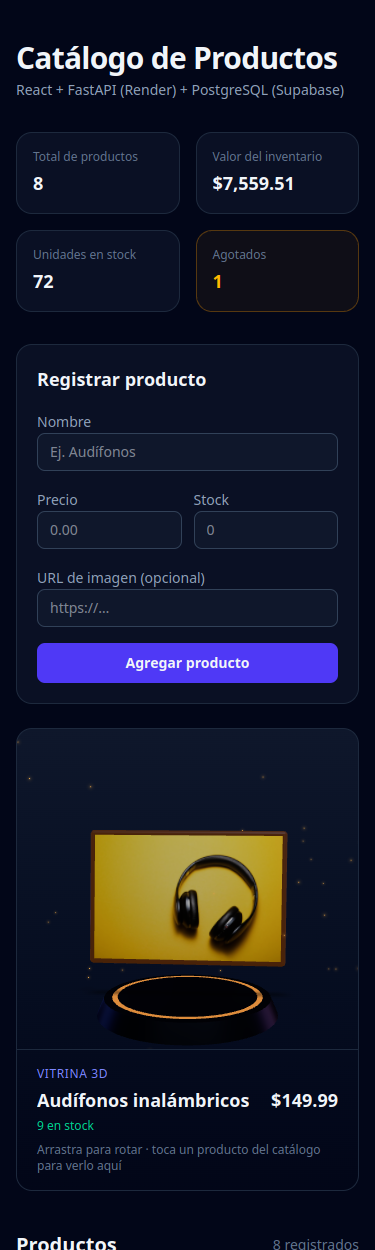 Catálogo de Productos
React + FastAPI (Render) + PostgreSQL (Supabase)
Total de productos
8
Valor del inventario
$7,559.51
Unidades en stock
72
Agotados
1
Registrar producto
Nombre
Ej. Audífonos
Precio
Stock
0.00
0
URL de imagen (opcional)
https://...
Agregar producto
VITRINA 3D
Audífonos inalámbricos
$149.99
9 en stock
Arrastra para rotar · toca un producto del catálogo
para verlo aquí
Productos
8 registrados